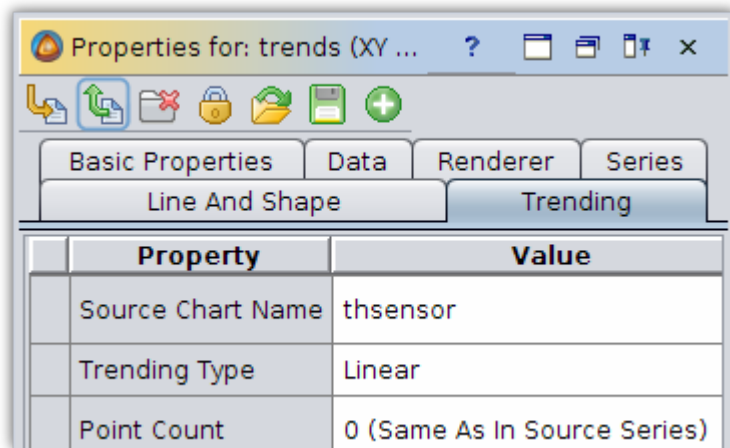 Properties for: trends (XY ... ?
Basic Properties Data Renderer Series
Line And Shape Trending
Property Value
Source Chart Name thsensor
Trending Type Linear
Point Count 0 (Same As In Source Series)